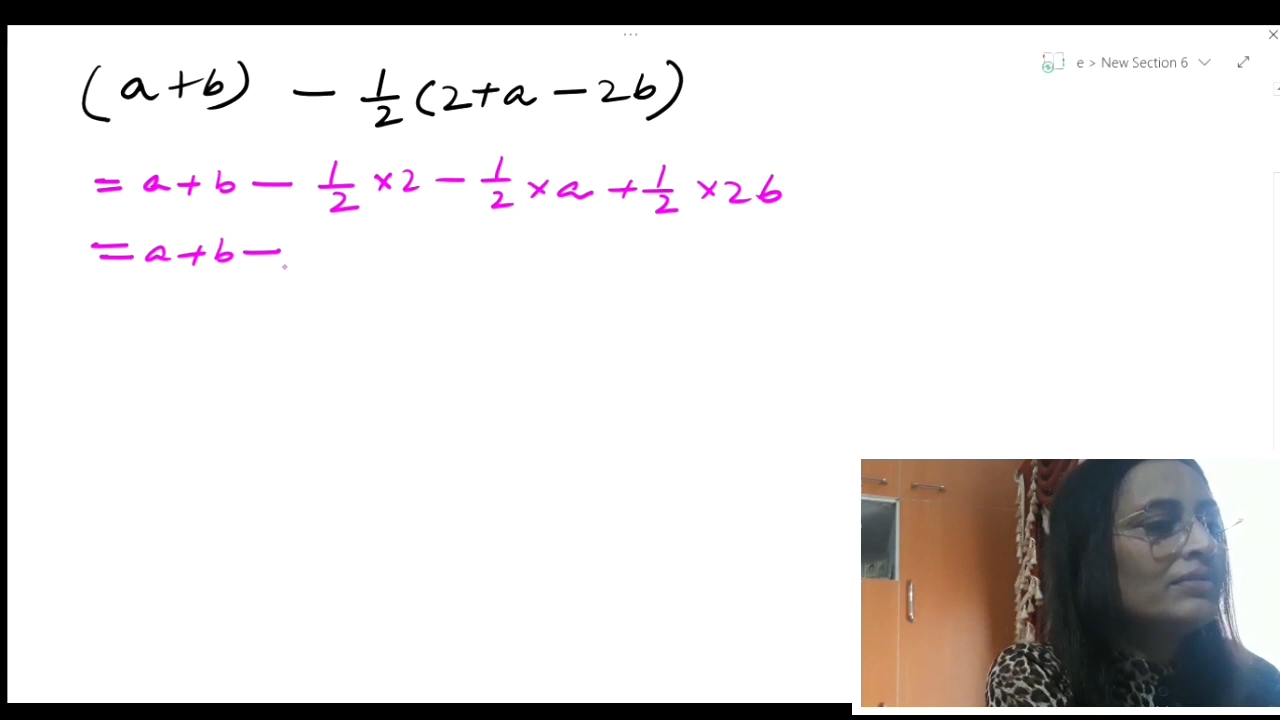 ... ×
e > New Section 6
(a+b) − 1/2 (2+a−2b)
= a+b − 1/2 ×2 − 1/2 ×a + 1/2 ×2b
= a+b −